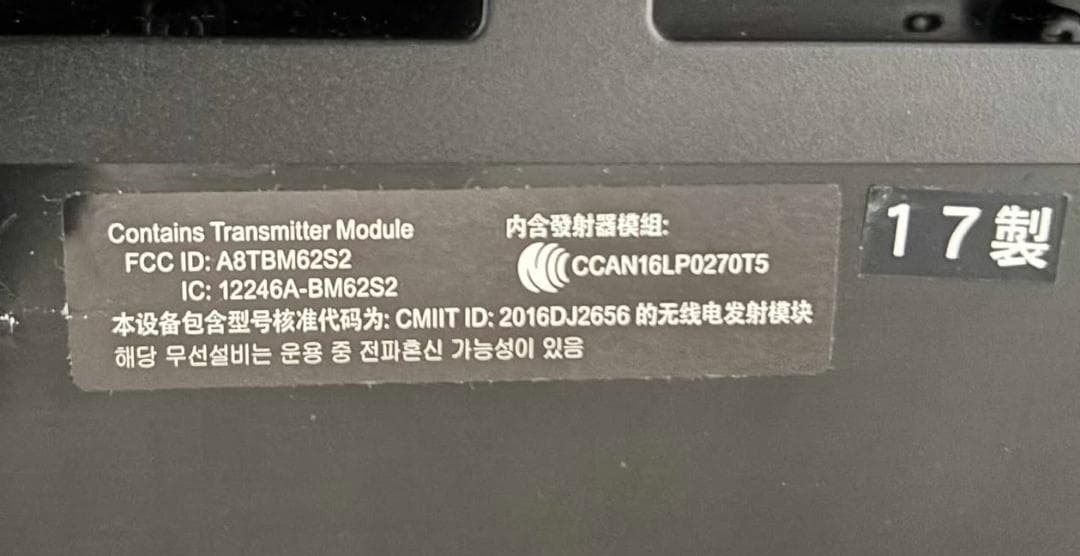 Contains Transmitter Module
FCC ID: A8TBM62S2
IC: 12246A-BM62S2
内含發射器模組:
CCAN16LP0270T5
本设备包含型号核准代码为: CMIIT ID: 2016DJ2656 的无线电发射模块
해당 무선설비는 운용 중 전파혼신 가능성이 있음
17製